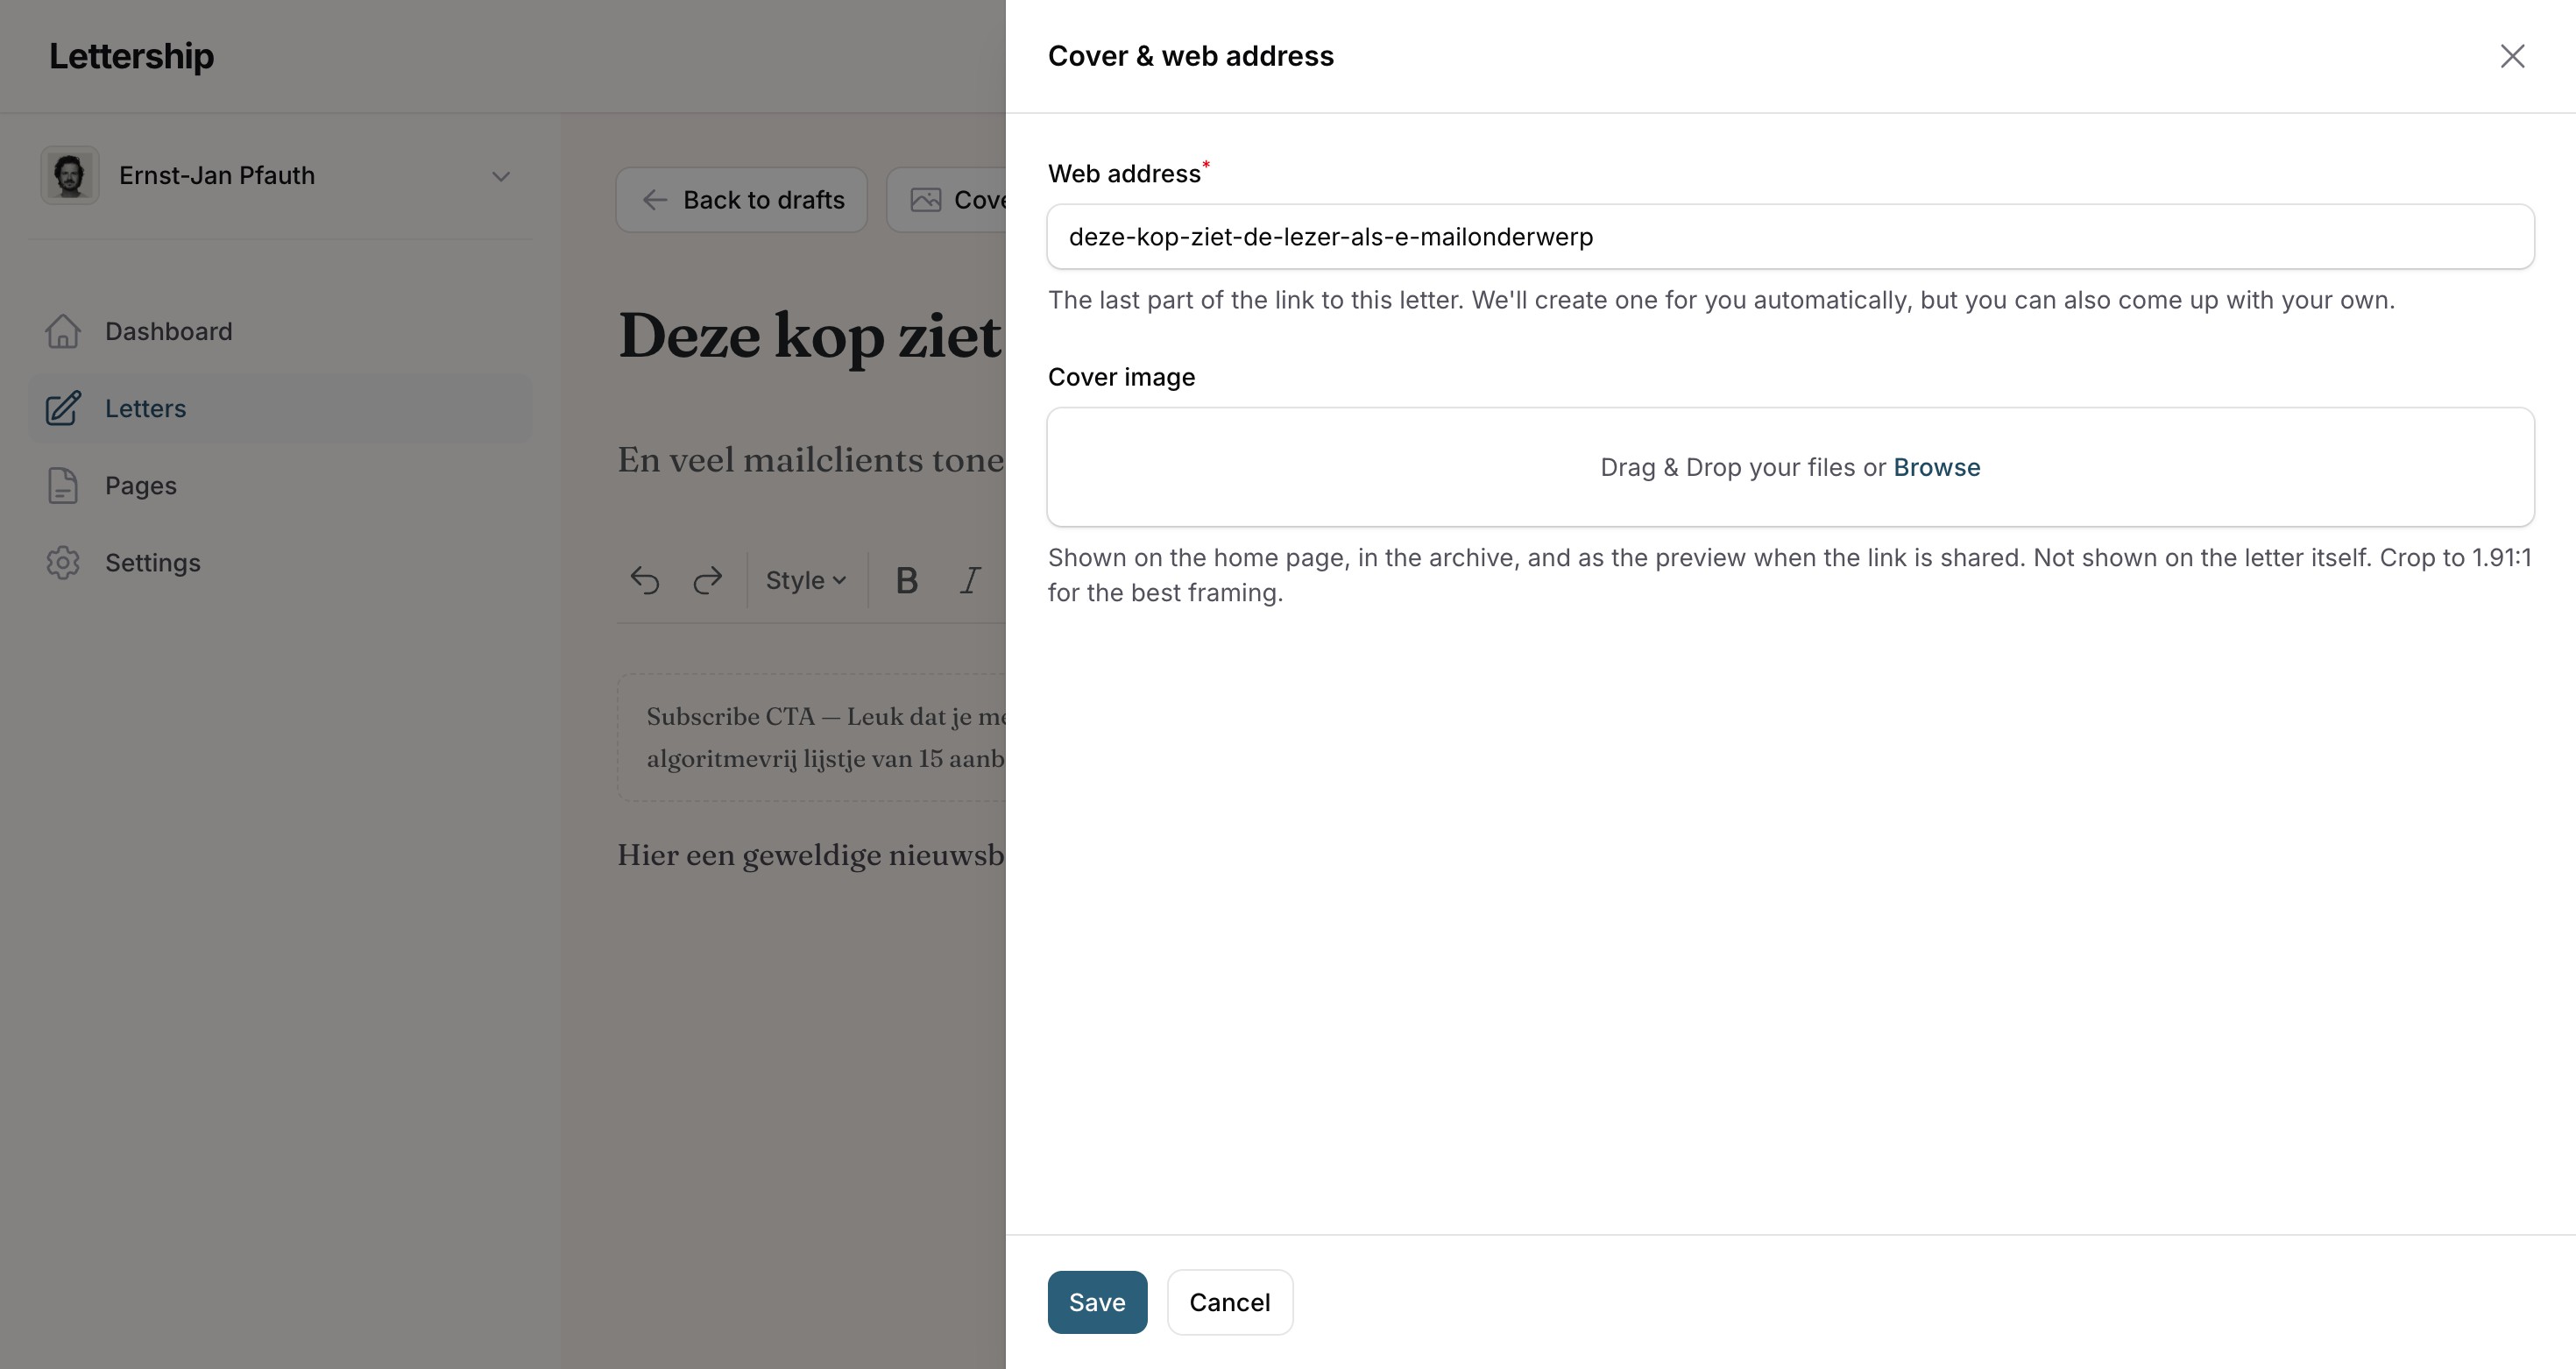 Lettership
Ernst-Jan Pfauth
Dashboard
Letters
Pages
Settings
Back to drafts
Deze kop ziet
En veel mailclients tone
Style
B
I
Subscribe CTA — Leuk dat je me
algoritmevrij lijstje van 15 aanb
Hier een geweldige nieuwsb
Cover & web address
Web address*
deze-kop-ziet-de-lezer-als-e-mailonderwerp
The last part of the link to this letter. We'll create one for you automatically, but you can also come up with your own.
Cover image
Drag & Drop your files or Browse
Shown on the home page, in the archive, and as the preview when the link is shared. Not shown on the letter itself. Crop to 1.91:1
for the best framing.
Save
Cancel